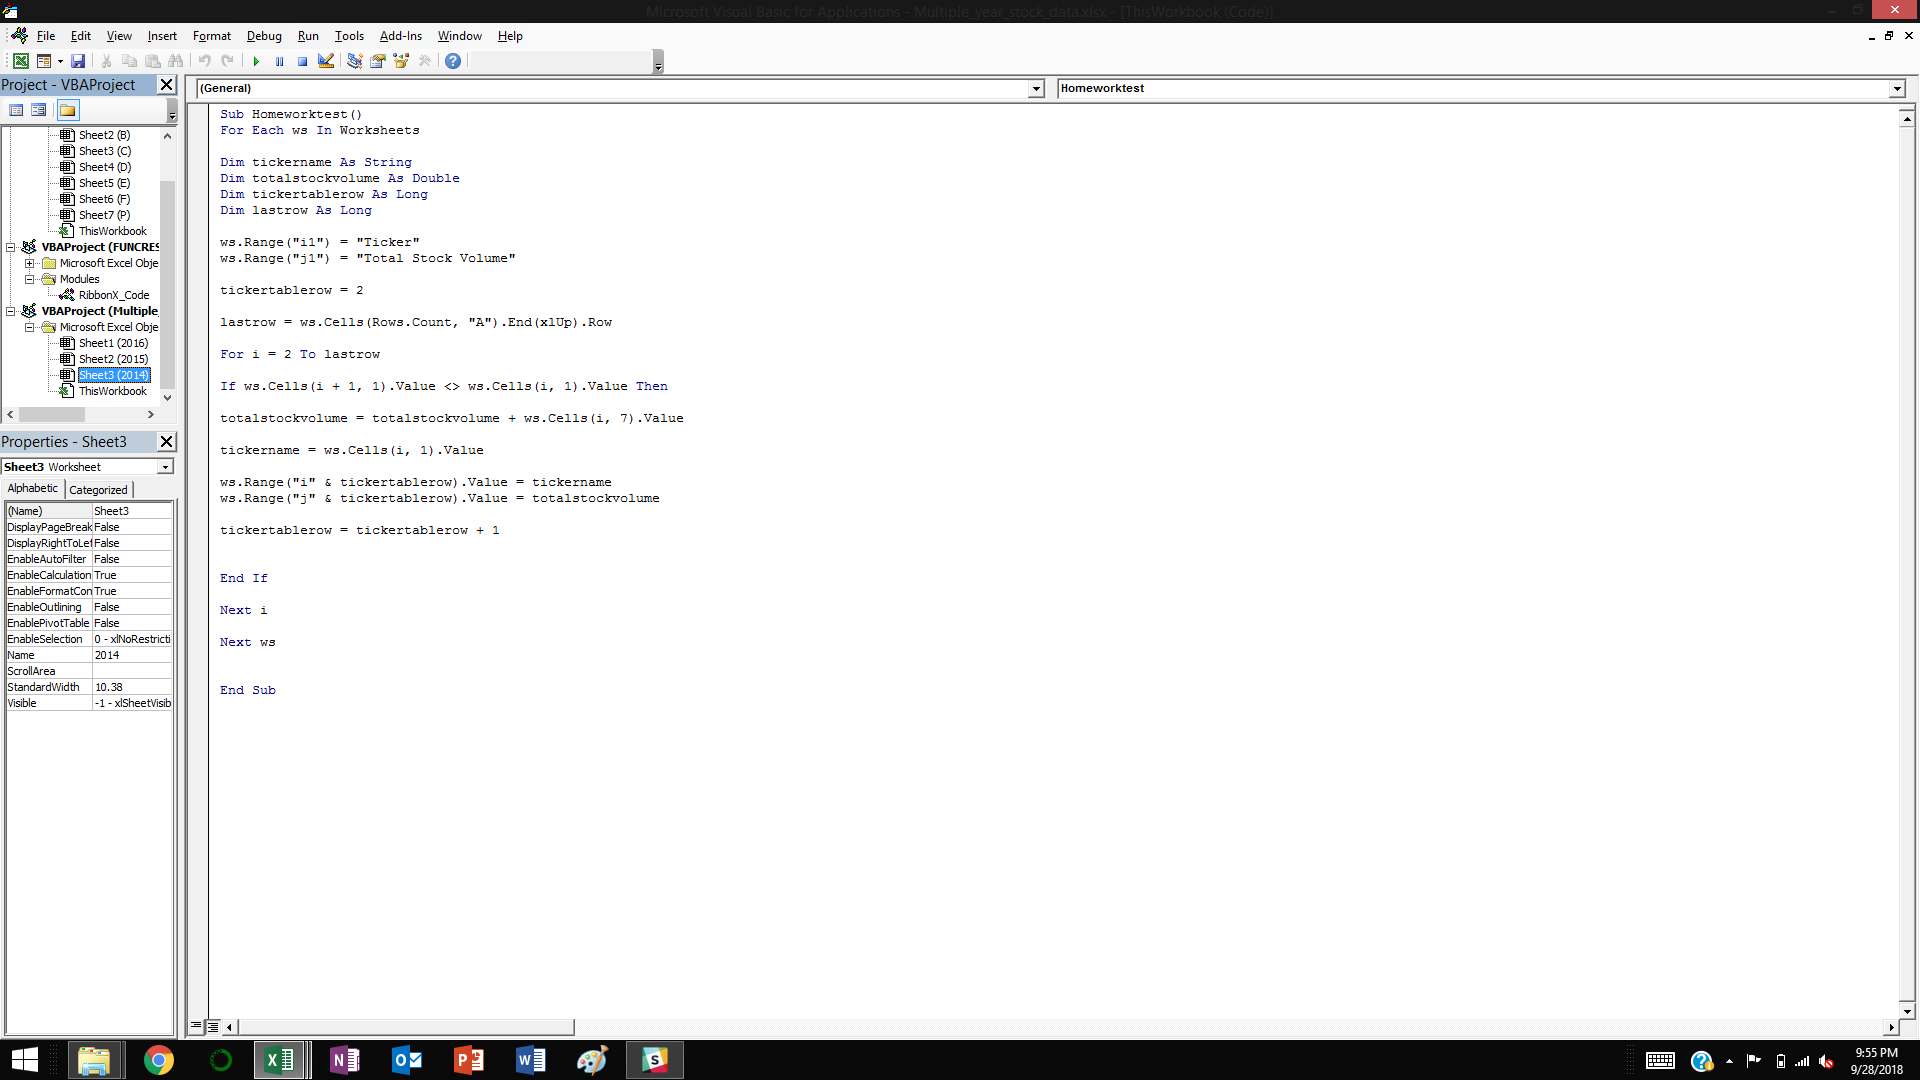 Microsoft Visual Basic for Applications - Multiple_year_stock_data.xlsx - [ThisWorkbook (Code)]
File Edit View Insert Format Debug Run Tools Add-Ins Window Help
Project - VBAProject
Sheet2 (B)
Sheet3 (C)
Sheet4 (D)
Sheet5 (E)
Sheet6 (F)
Sheet7 (P)
ThisWorkbook
VBAProject (FUNCRES
Microsoft Excel Obje
Modules
RibbonX_Code
VBAProject (Multiple_
Microsoft Excel Obje
Sheet1 (2016)
Sheet2 (2015)
Sheet3 (2014)
ThisWorkbook
Properties - Sheet3
Sheet3 Worksheet
Alphabetic Categorized
(Name) Sheet3
DisplayPageBreak False
DisplayRightToLef False
EnableAutoFilter False
EnableCalculation True
EnableFormatCon True
EnableOutlining False
EnablePivotTable False
EnableSelection 0 - xlNoRestricti
Name 2014
ScrollArea
StandardWidth 10.38
Visible -1 - xlSheetVisib
(General) Homeworktest
Sub Homeworktest()
For Each ws In Worksheets
Dim tickername As String
Dim totalstockvolume As Double
Dim tickertablerow As Long
Dim lastrow As Long
ws.Range("i1") = "Ticker"
ws.Range("j1") = "Total Stock Volume"
tickertablerow = 2
lastrow = ws.Cells(Rows.Count, "A").End(xlUp).Row
For i = 2 To lastrow
If ws.Cells(i + 1, 1).Value <> ws.Cells(i, 1).Value Then
totalstockvolume = totalstockvolume + ws.Cells(i, 7).Value
tickername = ws.Cells(i, 1).Value
ws.Range("i" & tickertablerow).Value = tickername
ws.Range("j" & tickertablerow).Value = totalstockvolume
tickertablerow = tickertablerow + 1
End If
Next i
Next ws
End Sub
9:55 PM
9/28/2018